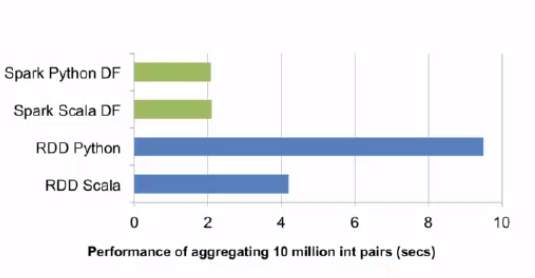 Spark Python DF
Spark Scala DF
RDD Python
RDD Scala
0 2 4 6 8 10
Performance of aggregating 10 million int pairs (secs)